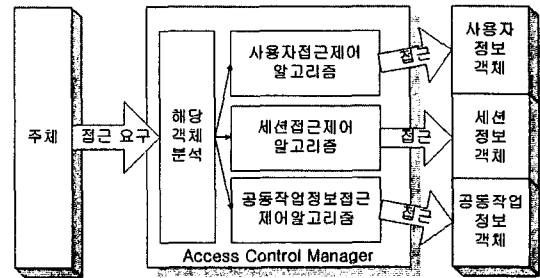 주체
접근 요구
해당
객체
분석
사용자접근제어
알고리즘
세션접근제어
알고리즘
공동작업정보접근
제어알고리즘
접근
접근
접근
사용자
정보
객체
세션
정보
객체
공동작업
정보
객체
Access Control Manager